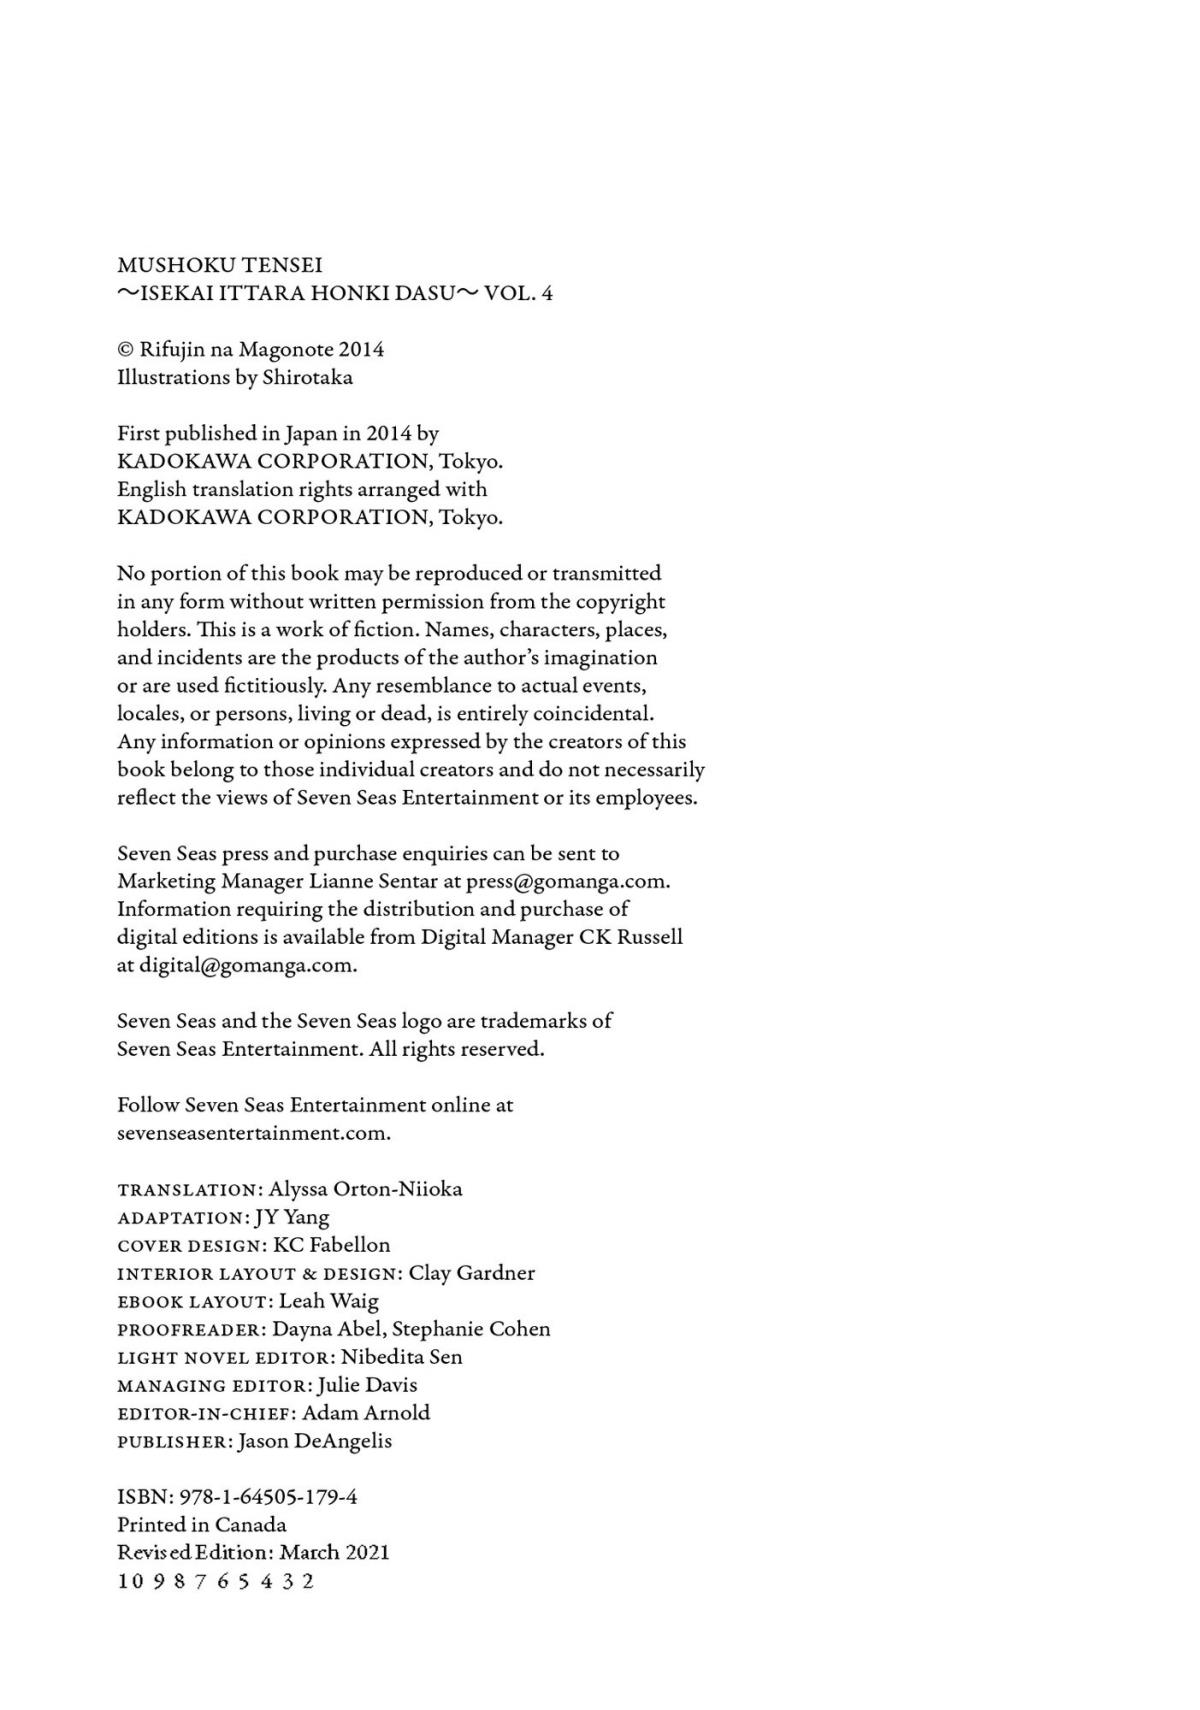 MUSHOKU TENSEI
～ISEKAI ITTARA HONKI DASU～ VOL. 4
© Rifujin na Magonote 2014
Illustrations by Shirotaka
First published in Japan in 2014 by
KADOKAWA CORPORATION, Tokyo.
English translation rights arranged with
KADOKAWA CORPORATION, Tokyo.
No portion of this book may be reproduced or transmitted
in any form without written permission from the copyright
holders. This is a work of fiction. Names, characters, places,
and incidents are the products of the author’s imagination
or are used fictitiously. Any resemblance to actual events,
locales, or persons, living or dead, is entirely coincidental.
Any information or opinions expressed by the creators of this
book belong to those individual creators and do not necessarily
reflect the views of Seven Seas Entertainment or its employees.
Seven Seas press and purchase enquiries can be sent to
Marketing Manager Lianne Sentar at press@gomanga.com.
Information requiring the distribution and purchase of
digital editions is available from Digital Manager CK Russell
at digital@gomanga.com.
Seven Seas and the Seven Seas logo are trademarks of
Seven Seas Entertainment. All rights reserved.
Follow Seven Seas Entertainment online at
sevenseasentertainment.com.
TRANSLATION: Alyssa Orton-Niioka
ADAPTATION: JY Yang
COVER DESIGN: KC Fabellon
INTERIOR LAYOUT & DESIGN: Clay Gardner
EBOOK LAYOUT: Leah Waig
PROOFREADER: Dayna Abel, Stephanie Cohen
LIGHT NOVEL EDITOR: Nibedita Sen
MANAGING EDITOR: Julie Davis
EDITOR-IN-CHIEF: Adam Arnold
PUBLISHER: Jason DeAngelis
ISBN: 978-1-64505-179-4
Printed in Canada
Revised Edition: March 2021
10 9 8 7 6 5 4 3 2